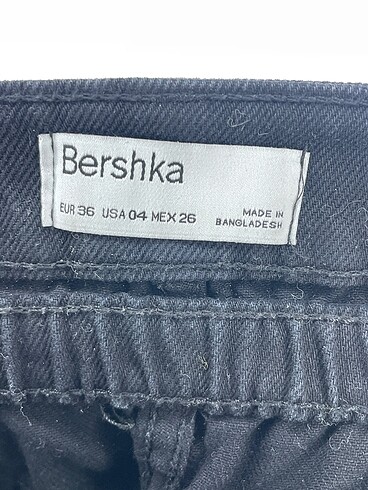 Bershka
EUR 36 USA 04 MEX 26
MADE IN
BANGLADESH